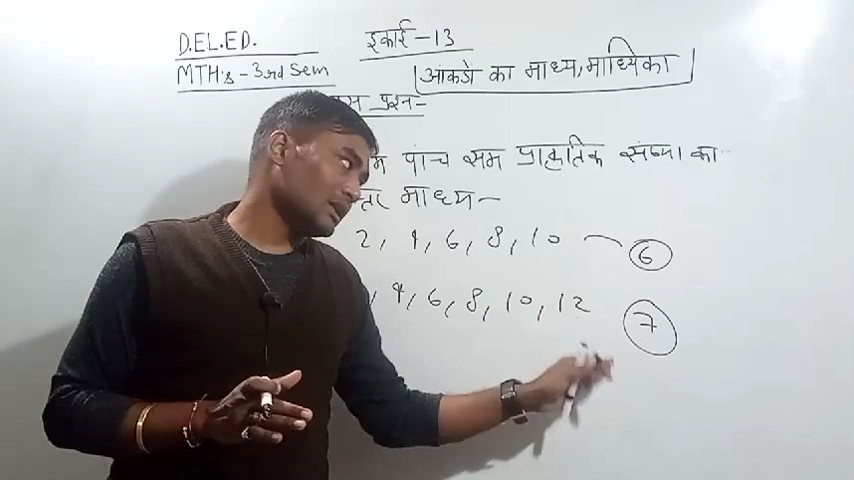 D.EL.ED. इकाई -13
MTH's - 3rd Sem आंकडो का माध्य, माध्यिका
प्रश्न=
पांच सम प्राकृतिक संख्या का
माध्य -
2, 4, 6, 8, 10 - 6
, 4, 6, 8, 10, 12 7